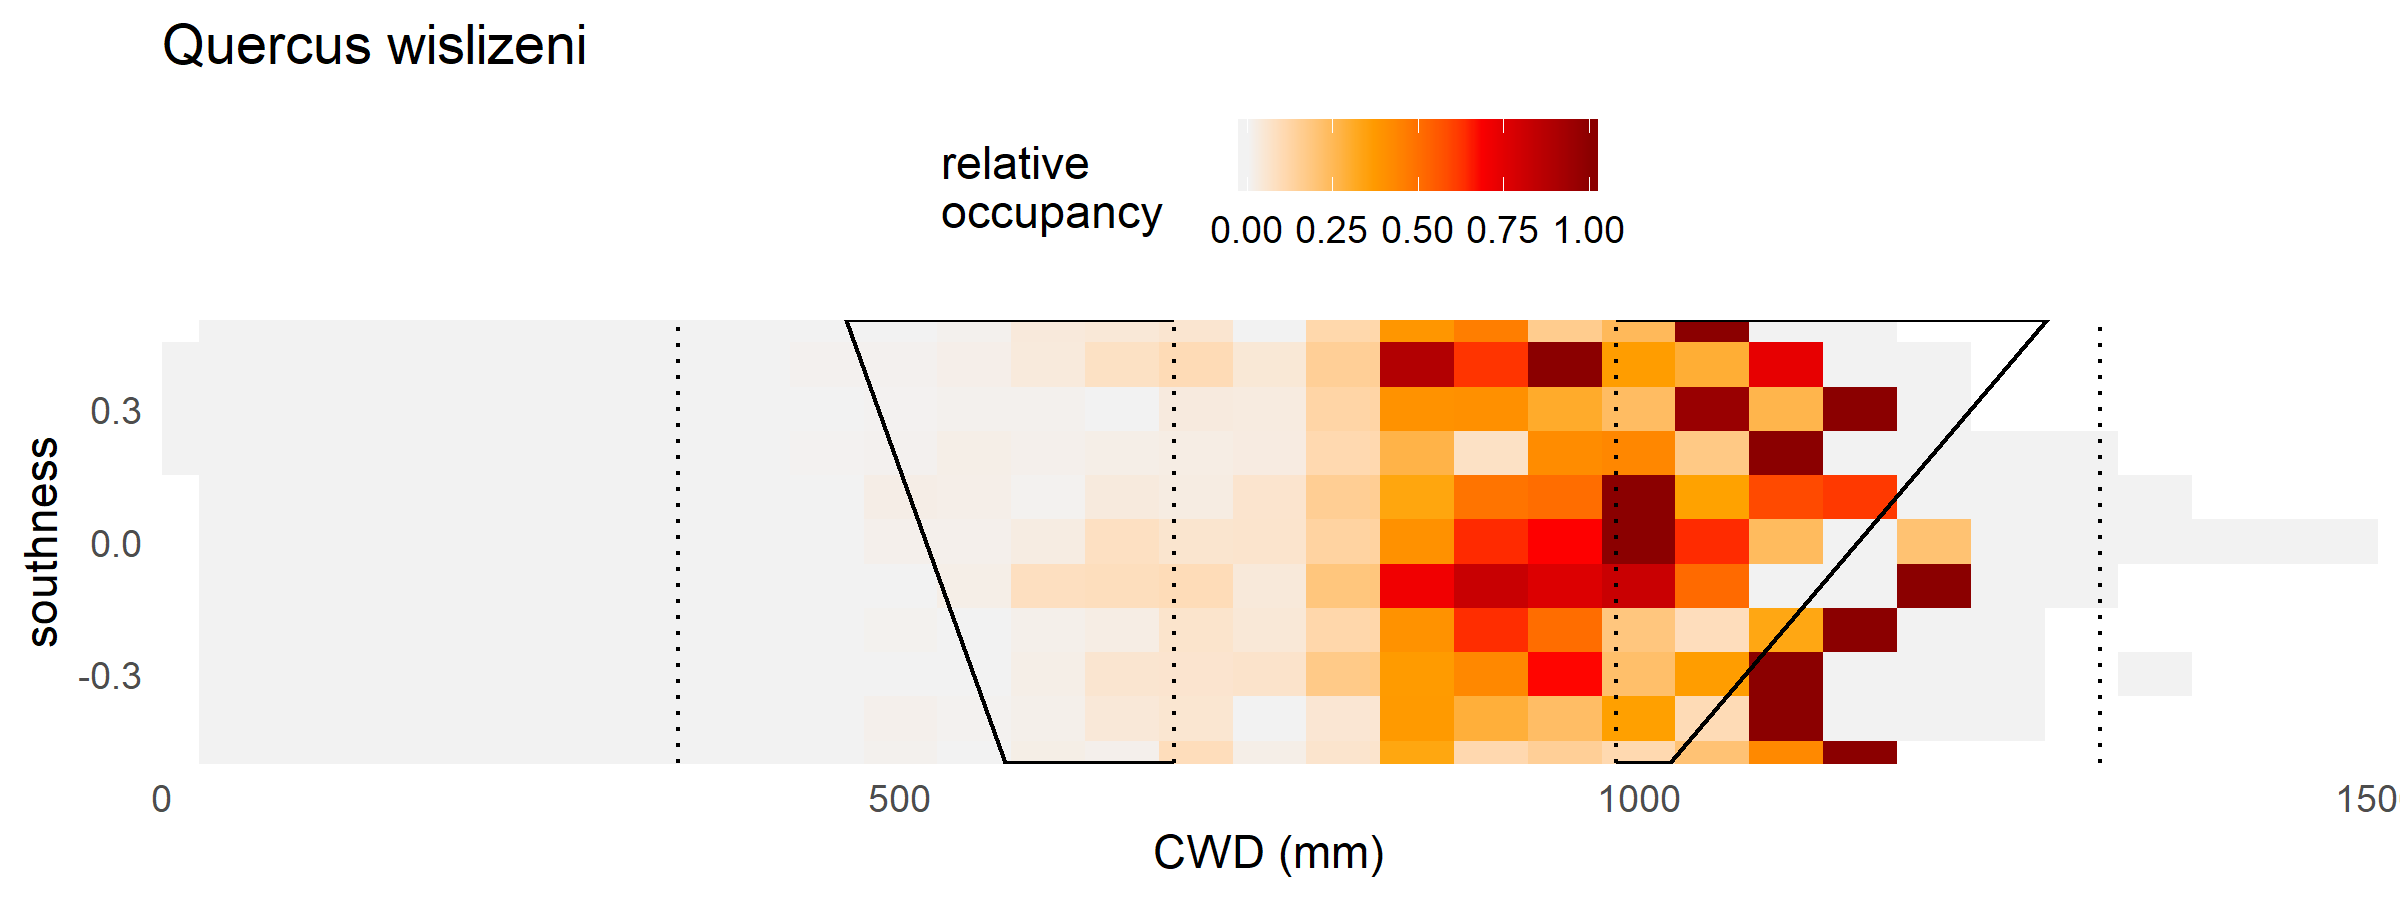 Quercus wislizeni
relative
occupancy
0.00 0.25 0.50 0.75 1.00
southness
0.3
0.0
-0.3
0 500 1000 150
CWD (mm)